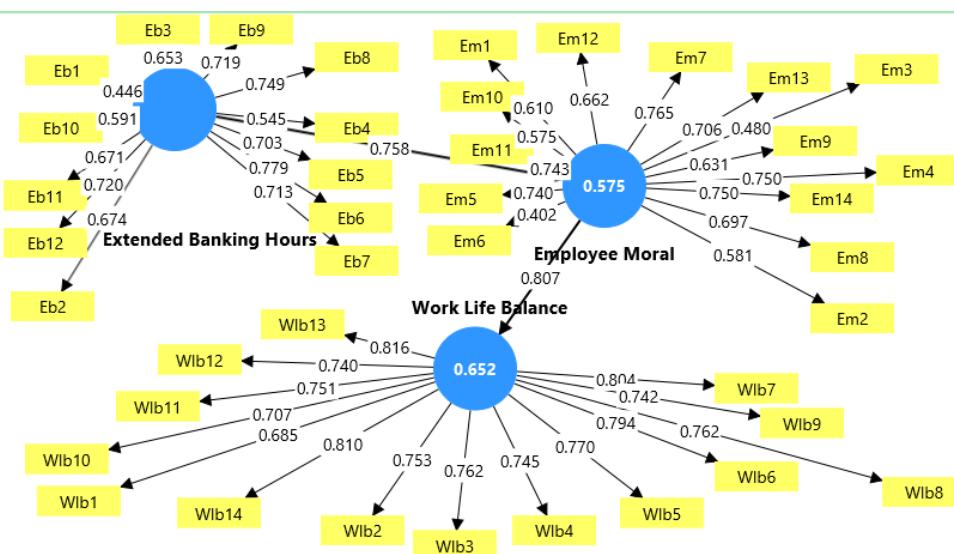 Eb3
Eb9
0.653
0.719
Eb1
Eb8
0.446
0.749
Eb10
0.591
0.545
Eb4
0.703
0.758
0.671
0.779
Eb5
Eb11
0.720
0.713
Eb6
0.674
Eb12
Extended Banking Hours
Eb7
Eb2
Em1
Em12
Em7
Em13
Em3
Em10
0.610
0.662
0.765
0.575
0.706
0.480
Em9
Em11
0.743
0.631
0.750
Em4
0.575
Em5
0.740
0.750
Em14
0.402
0.697
Em6
Employee Moral
0.581
Em8
0.807
Em2
Work Life Balance
Wlb13
0.816
Wlb12
0.740
0.652
0.804
Wlb7
0.751
0.742
Wlb11
0.707
0.794
Wlb9
0.685
0.762
0.810
0.770
Wlb10
0.753
0.762
0.745
Wlb6
Wlb8
Wlb1
Wlb14
Wlb5
Wlb2
Wlb4
Wlb3